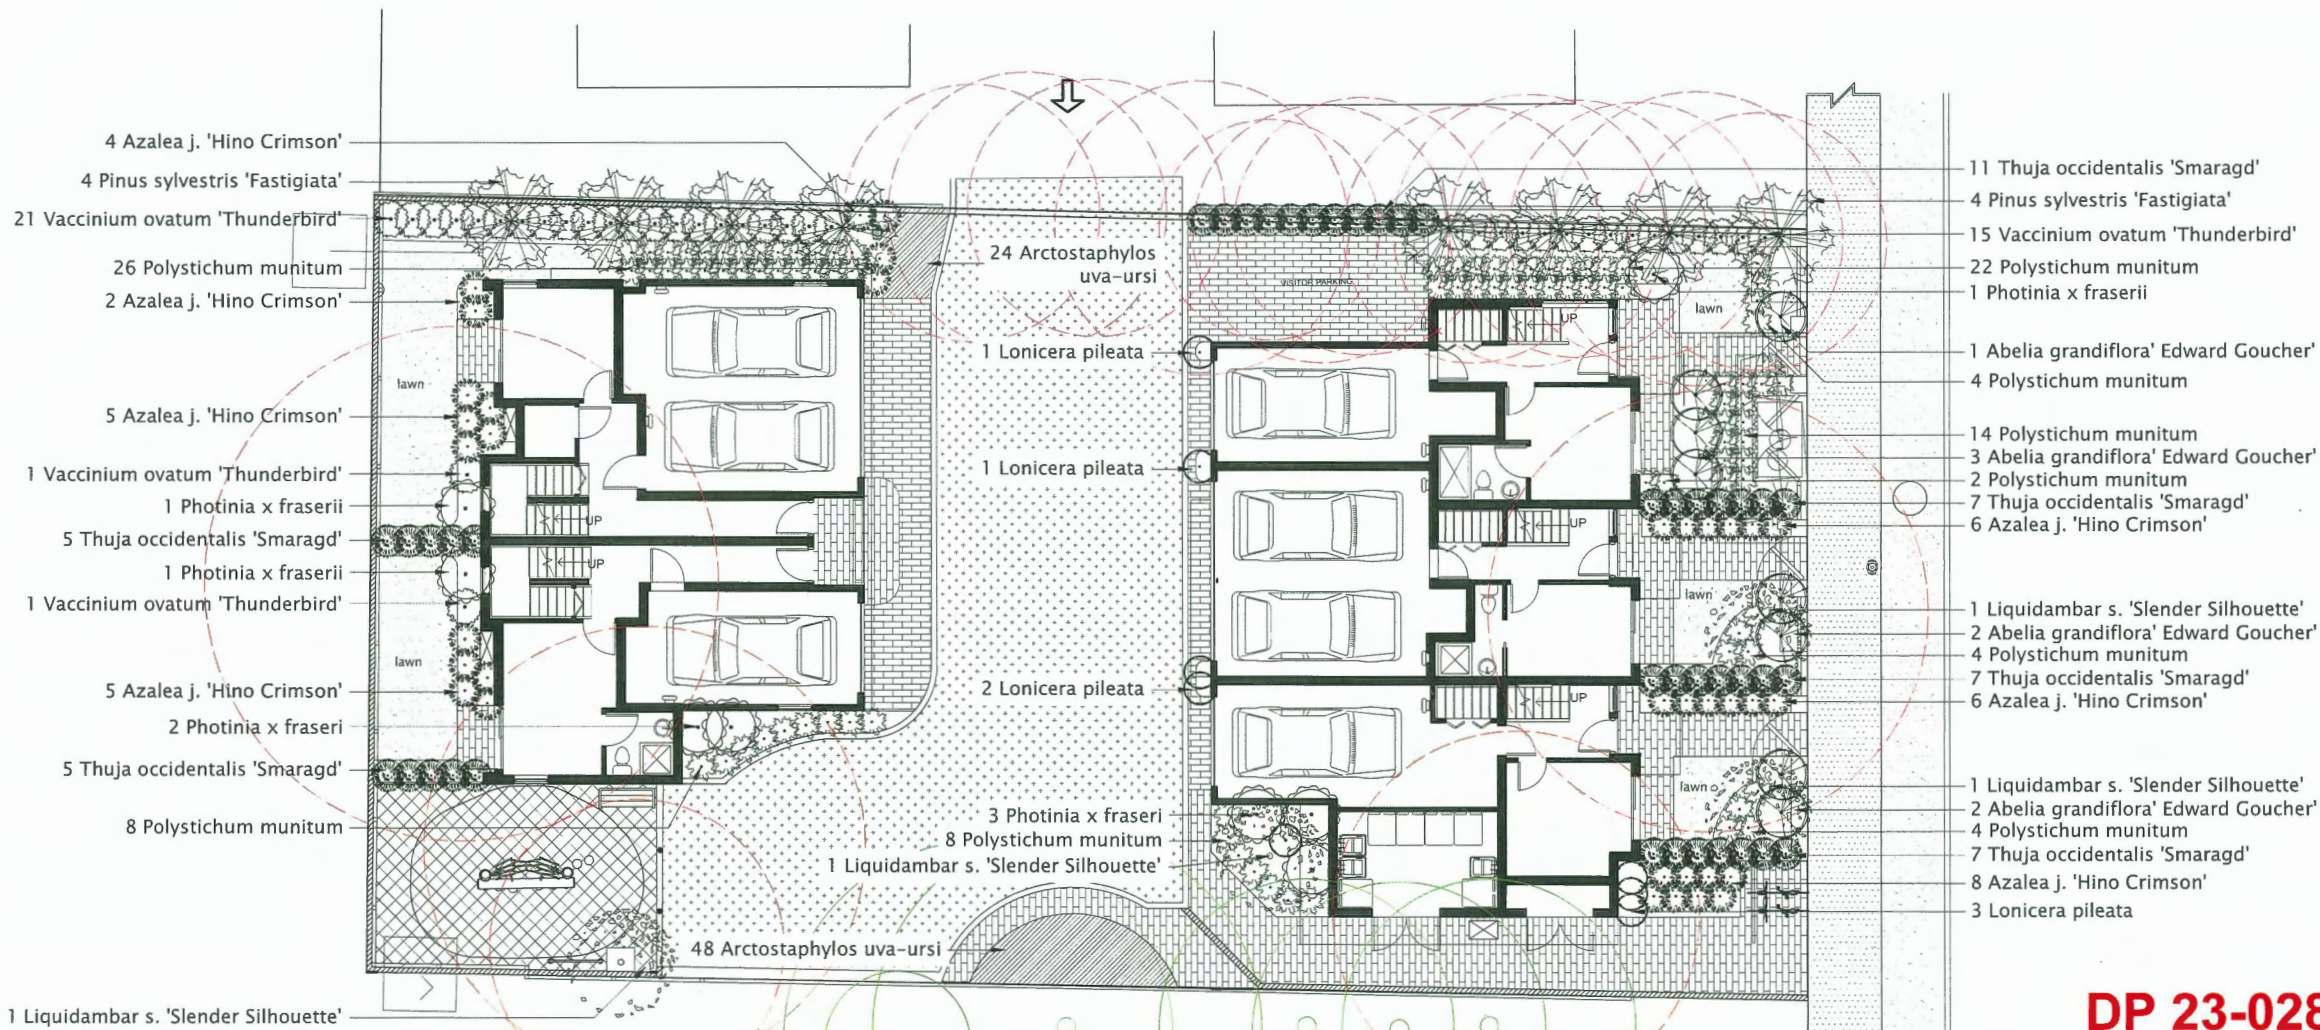 4 Azalea j. 'Hino Crimson'
4 Pinus sylvestris 'Fastigiata'
21 Vaccinium ovatum 'Thunderbird'
26 Polystichum munitum
2 Azalea j. 'Hino Crimson'
lawn
5 Azalea j. 'Hino Crimson'
1 Vaccinium ovatum 'Thunderbird'
1 Photinia x fraserii
UP
5 Thuja occidentalis 'Smaragd'
UP
1 Photinia x fraserii
1 Vaccinium ovatum 'Thunderbird'
lawn
5 Azalea j. 'Hino Crimson'
2 Photinia x fraseri
5 Thuja occidentalis 'Smaragd'
8 Polystichum munitum
1 Liquidambar s. 'Slender Silhouette'
24 Arctostaphylos
uva-ursi
1 Lonicera pileata
1 Lonicera pileata
2 Lonicera pileata
3 Photinia x fraseri
8 Polystichum munitum
1 Liquidambar s. 'Slender Silhouette'
48 Arctostaphylos uva-ursi
VISITOR PARKING
UP
UP
UP
lawn
lawn
lawn
11 Thuja occidentalis 'Smaragd'
4 Pinus sylvestris 'Fastigiata'
15 Vaccinium ovatum 'Thunderbird'
22 Polystichum munitum
1 Photinia x fraserii
1 Abelia grandiflora' Edward Goucher'
4 Polystichum munitum
14 Polystichum munitum
3 Abelia grandiflora' Edward Goucher'
2 Polystichum munitum
7 Thuja occidentalis 'Smaragd'
6 Azalea j. 'Hino Crimson'
1 Liquidambar s. 'Slender Silhouette'
2 Abelia grandiflora' Edward Goucher'
4 Polystichum munitum
7 Thuja occidentalis 'Smaragd'
6 Azalea j. 'Hino Crimson'
1 Liquidambar s. 'Slender Silhouette'
2 Abelia grandiflora' Edward Goucher'
4 Polystichum munitum
7 Thuja occidentalis 'Smaragd'
8 Azalea j. 'Hino Crimson'
3 Lonicera pileata
DP 23-028